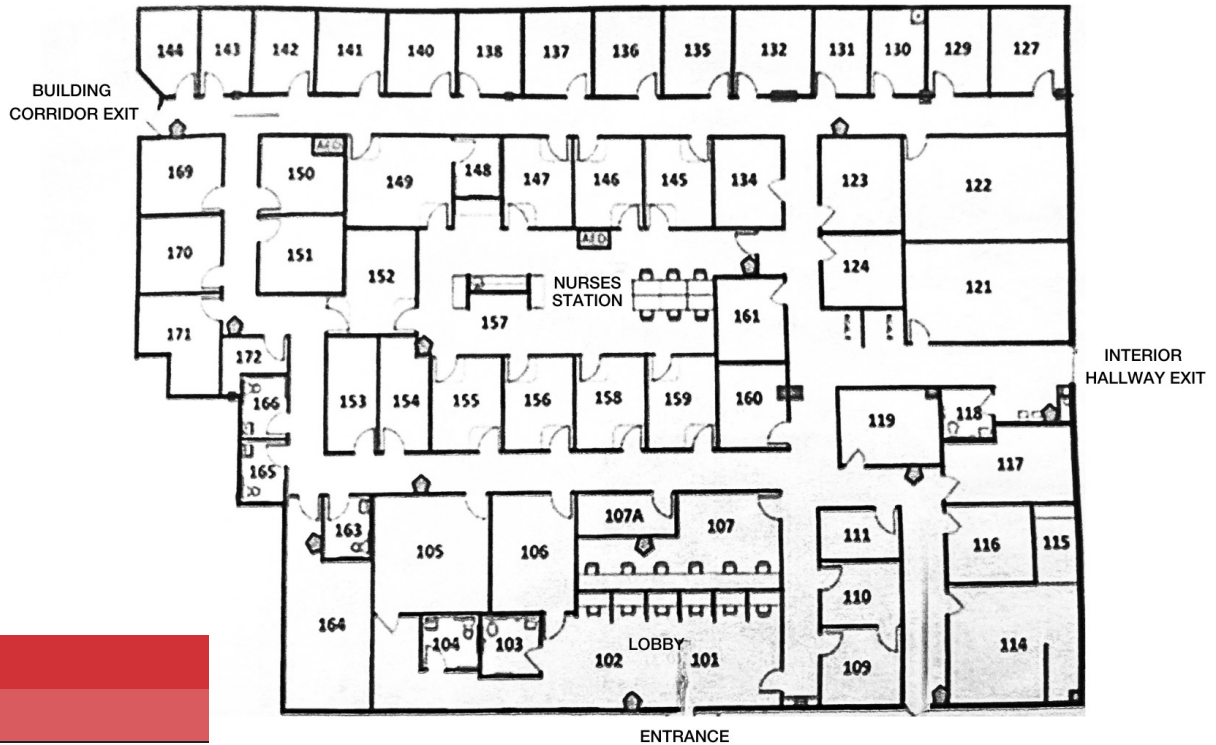 144 143 142 141 140 138 137 136 135 132 131 130 129 127
BUILDING
CORRIDOR EXIT
169 150 AED 149 148 147 146 145 134 123 122
170 151 152 AED 124 121
NURSES
STATION
157 161
171 172
INTERIOR
HALLWAY EXIT
166 153 154 155 156 158 159 160 119 118
165 117
163 105 106 107A 107 111 116 115
164 104 103 110 114
LOBBY
102 101 109
ENTRANCE